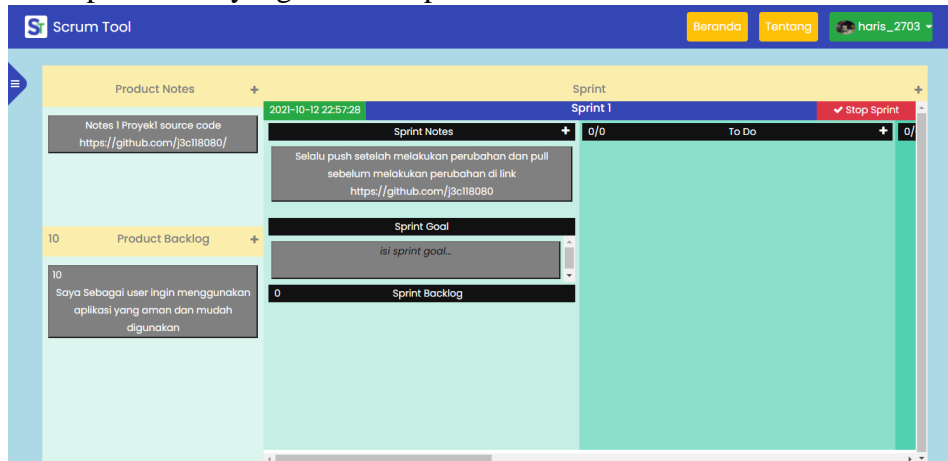 Scrum Tool
Beranda
Tentang
haris_2703
Product Notes +
Sprint +
2021-10-12 22:57:28
Sprint 1
Stop Sprint
Notes 1 Proyek1 source code
https://github.com/j3c118080/
Sprint Notes +
Selalu push setelah melakukan perubahan dan pull
sebelum melakukan perubahan di link
https://github.com/j3c118080
0/0 To Do +
0/
Sprint Goal
isi sprint goal...
0 Sprint Backlog
10 Product Backlog +
10
Saya Sebagai user ingin menggunakan
aplikasi yang aman dan mudah
digunakan